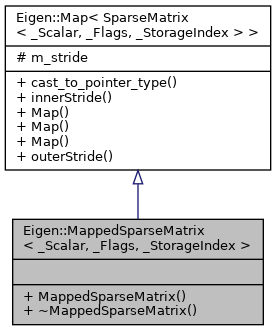 Eigen::Map< SparseMatrix
< _Scalar, _Flags, _StorageIndex > >
# m_stride
+ cast_to_pointer_type()
+ innerStride()
+ Map()
+ Map()
+ Map()
+ outerStride()
Eigen::MappedSparseMatrix
< _Scalar, _Flags, _StorageIndex >
+ MappedSparseMatrix()
+ ~MappedSparseMatrix()